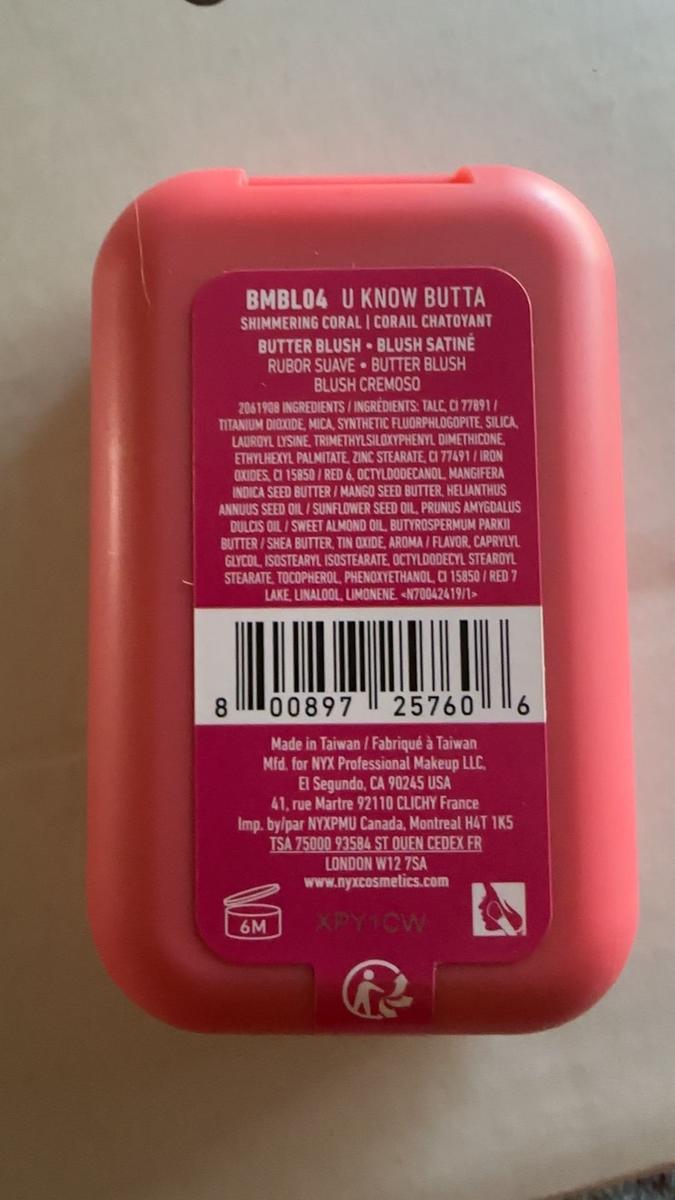 BMBL04 U KNOW BUTTA
SHIMMERING CORAL | CORAIL CHATOYANT
BUTTER BLUSH • BLUSH SATINÉ
RUBOR SUAVE • BUTTER BLUSH
BLUSH CREMOSO
2061908 INGREDIENTS / INGRÉDIENTS: TALC, CI 77891 /
TITANIUM DIOXIDE, MICA, SYNTHETIC FLUORPHLOGOPITE, SILICA,
LAUROYL LYSINE, TRIMETHYLSILOXYPHENYL DIMETHICONE,
ETHYLHEXYL PALMITATE, ZINC STEARATE, CI 77491 / IRON
OXIDES, CI 15850 / RED 6, OCTYLDODECANOL, MANGIFERA
INDICA SEED BUTTER / MANGO SEED BUTTER, HELIANTHUS
ANNUUS SEED OIL / SUNFLOWER SEED OIL, PRUNUS AMYGDALUS
DULCIS OIL / SWEET ALMOND OIL, BUTYROSPERMUM PARKII
BUTTER / SHEA BUTTER, TIN OXIDE, AROMA / FLAVOR, CAPRYLYL
GLYCOL, ISOSTEARYL ISOSTEARATE, OCTYLDODECYL STEAROYL
STEARATE, TOCOPHEROL, PHENOXYETHANOL, CI 15850 / RED 7
LAKE, LINALOOL, LIMONENE. <N70042419/1>
8 00897 25760 6
Made in Taiwan / Fabriqué à Taiwan
Mfd. for NYX Professional Makeup LLC,
El Segundo, CA 90245 USA
41, rue Martre 92110 CLICHY France
Imp. by/par NYXPMU Canada, Montreal H4T 1K5
TSA 75000 93584 ST OUEN CEDEX FR
LONDON W12 7SA
www.nyxcosmetics.com
6M
XPY1CW